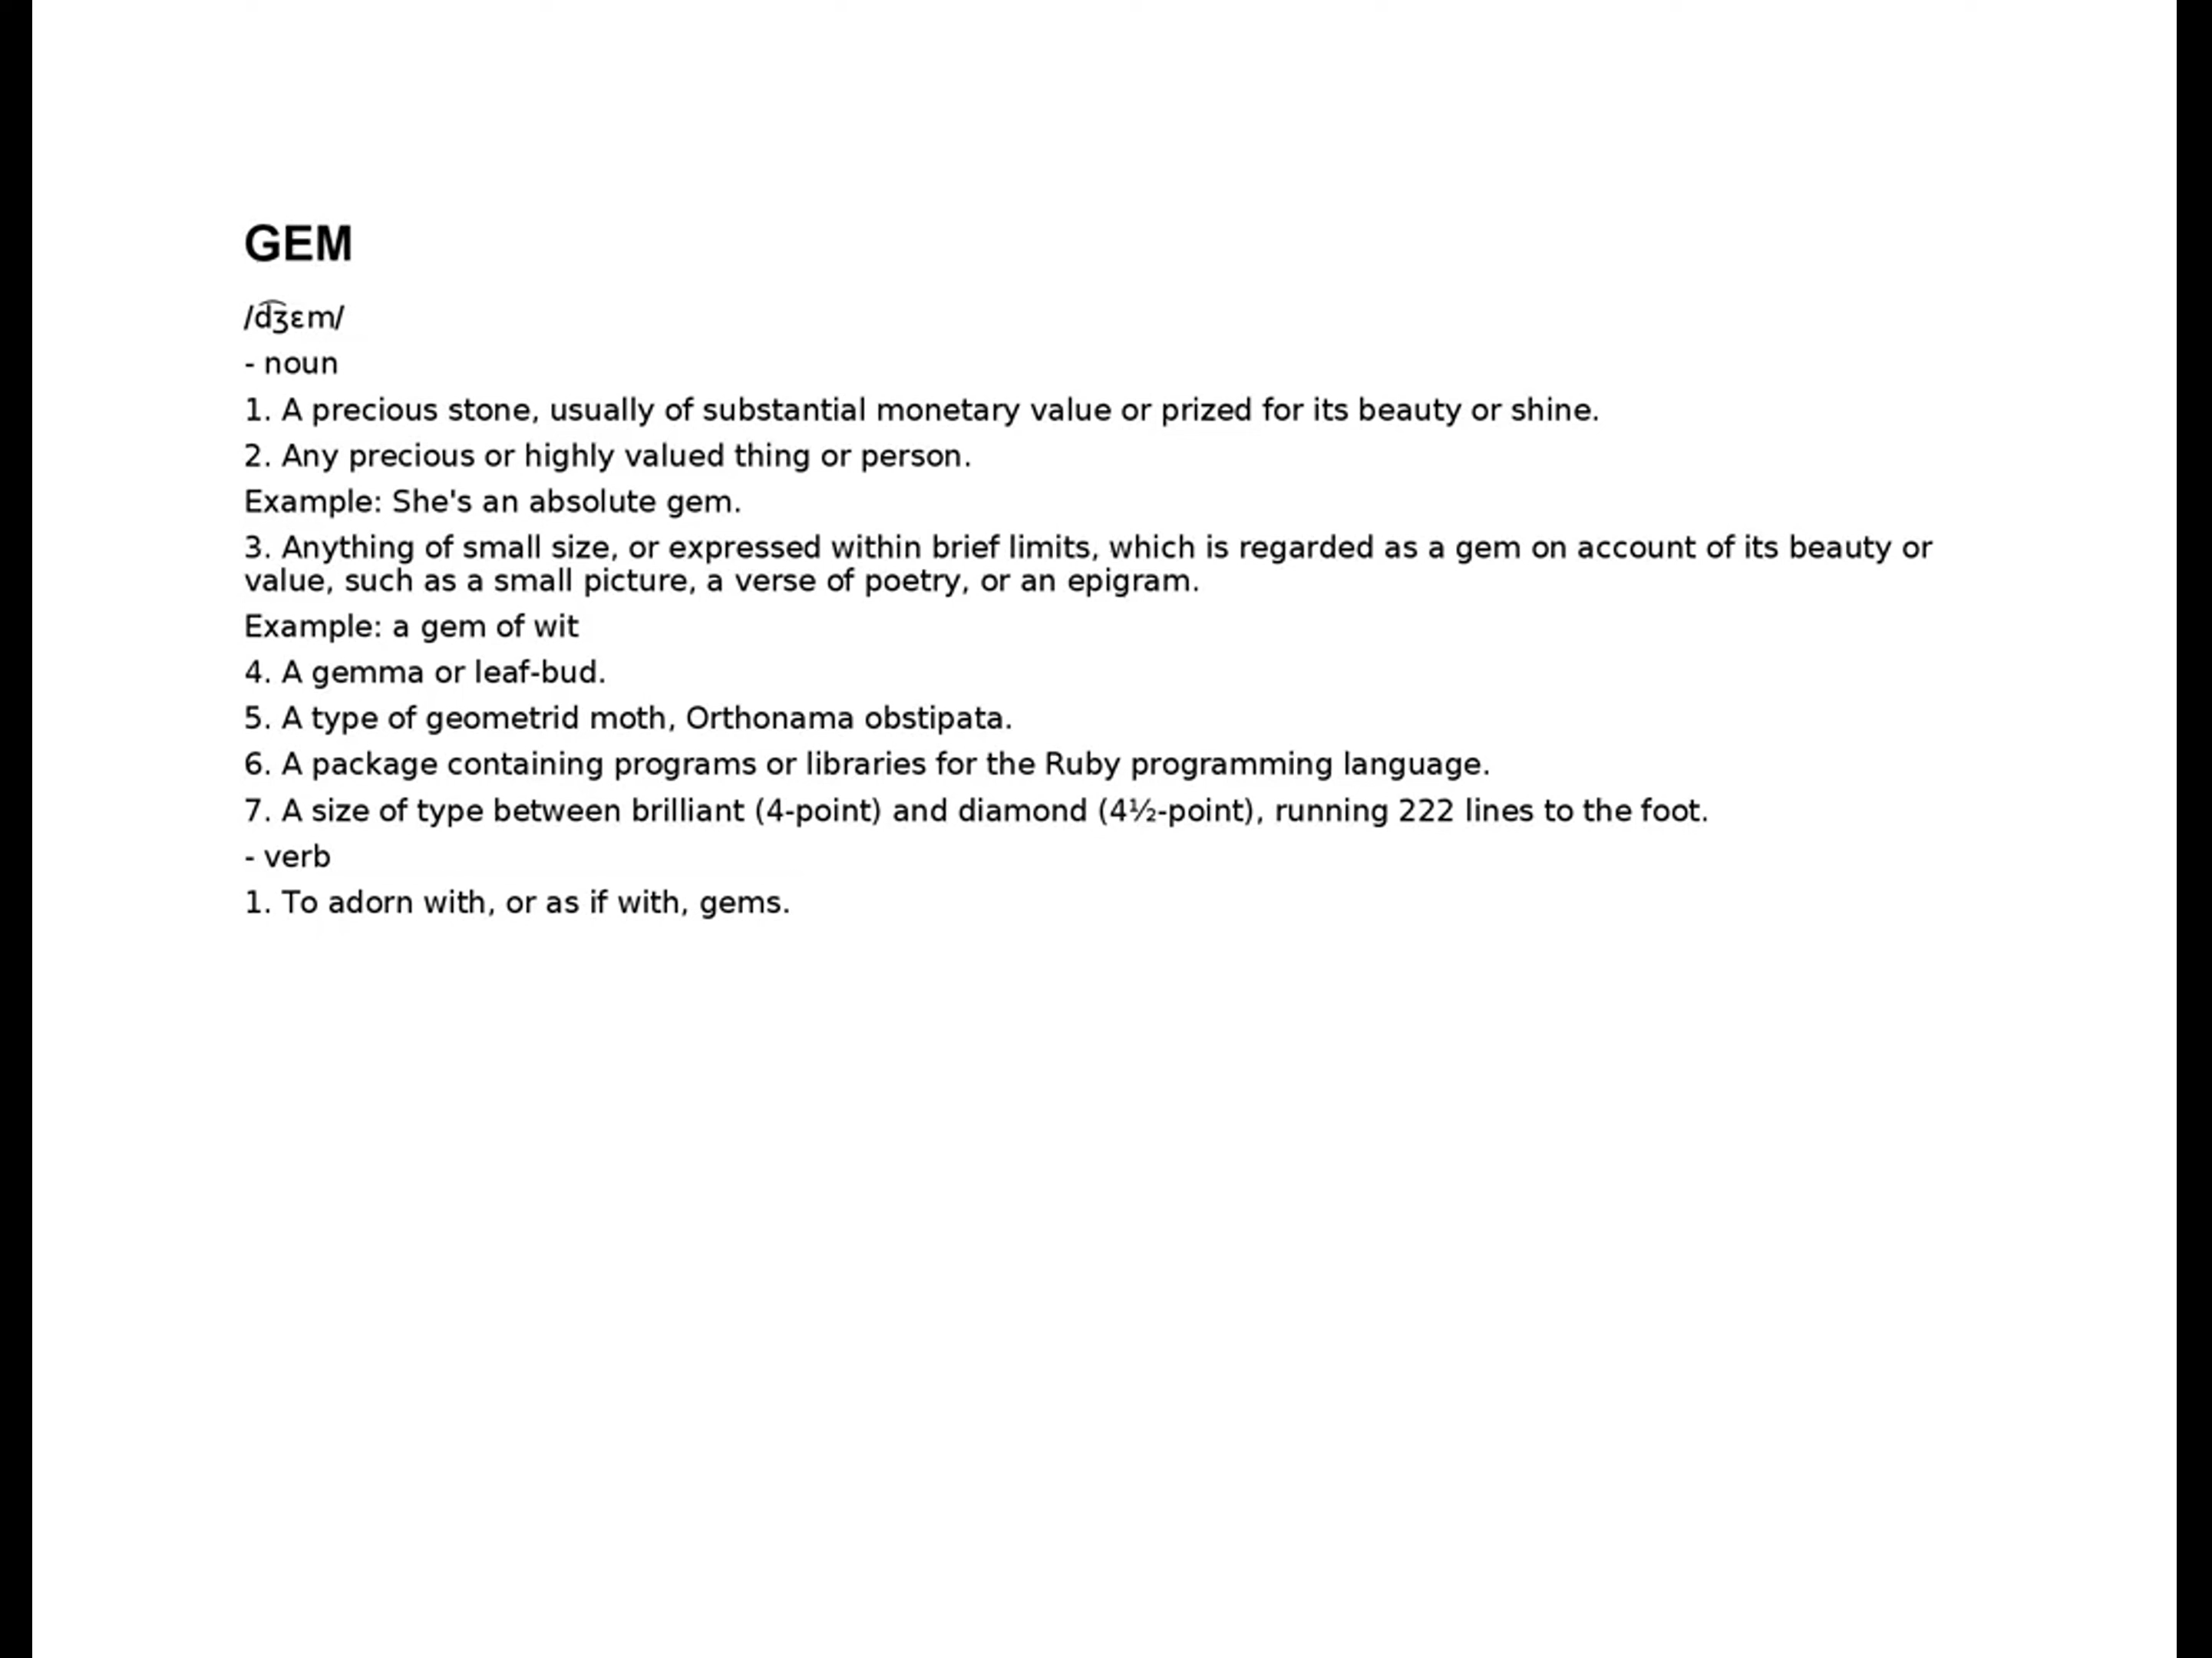 GEM
/d͡ʒɛm/
- noun
1. A precious stone, usually of substantial monetary value or prized for its beauty or shine.
2. Any precious or highly valued thing or person.
Example: She's an absolute gem.
3. Anything of small size, or expressed within brief limits, which is regarded as a gem on account of its beauty or
value, such as a small picture, a verse of poetry, or an epigram.
Example: a gem of wit
4. A gemma or leaf-bud.
5. A type of geometrid moth, Orthonama obstipata.
6. A package containing programs or libraries for the Ruby programming language.
7. A size of type between brilliant (4-point) and diamond (4½-point), running 222 lines to the foot.
- verb
1. To adorn with, or as if with, gems.